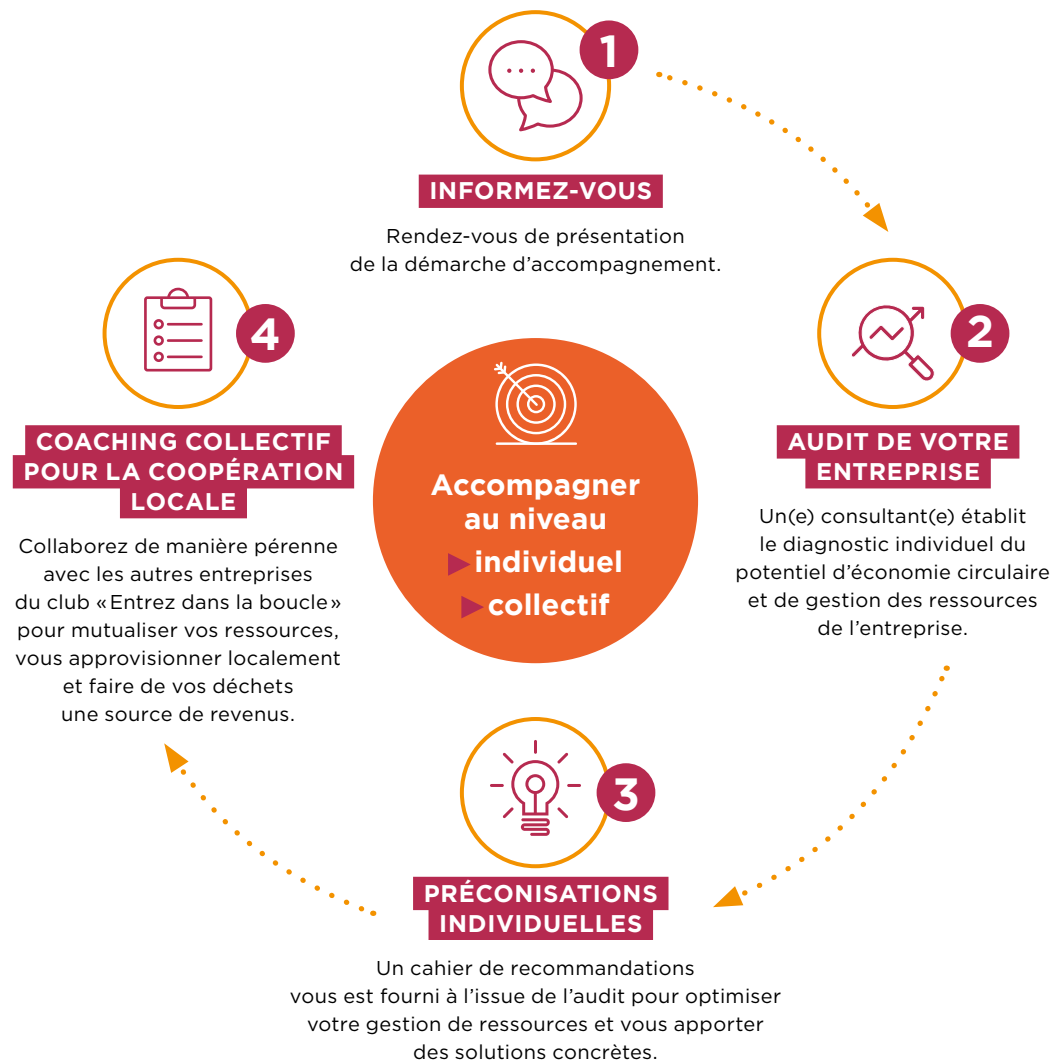 1
INFORMEZ-VOUS
Rendez-vous de présentation
de la démarche d’accompagnement.
2
AUDIT DE VOTRE
ENTREPRISE
Un(e) consultant(e) établit
le diagnostic individuel du
potentiel d’économie circulaire
et de gestion des ressources
de l’entreprise.
3
PRÉCONISATIONS
INDIVIDUELLES
Un cahier de recommandations
vous est fourni à l’issue de l’audit pour optimiser
votre gestion de ressources et vous apporter
des solutions concrètes.
4
COACHING COLLECTIF
POUR LA COOPÉRATION
LOCALE
Collaborez de manière pérenne
avec les autres entreprises
du club « Entrez dans la boucle »
pour mutualiser vos ressources,
vous approvisionner localement
et faire de vos déchets
une source de revenus.
Accompagner
au niveau
▶ individuel
▶ collectif